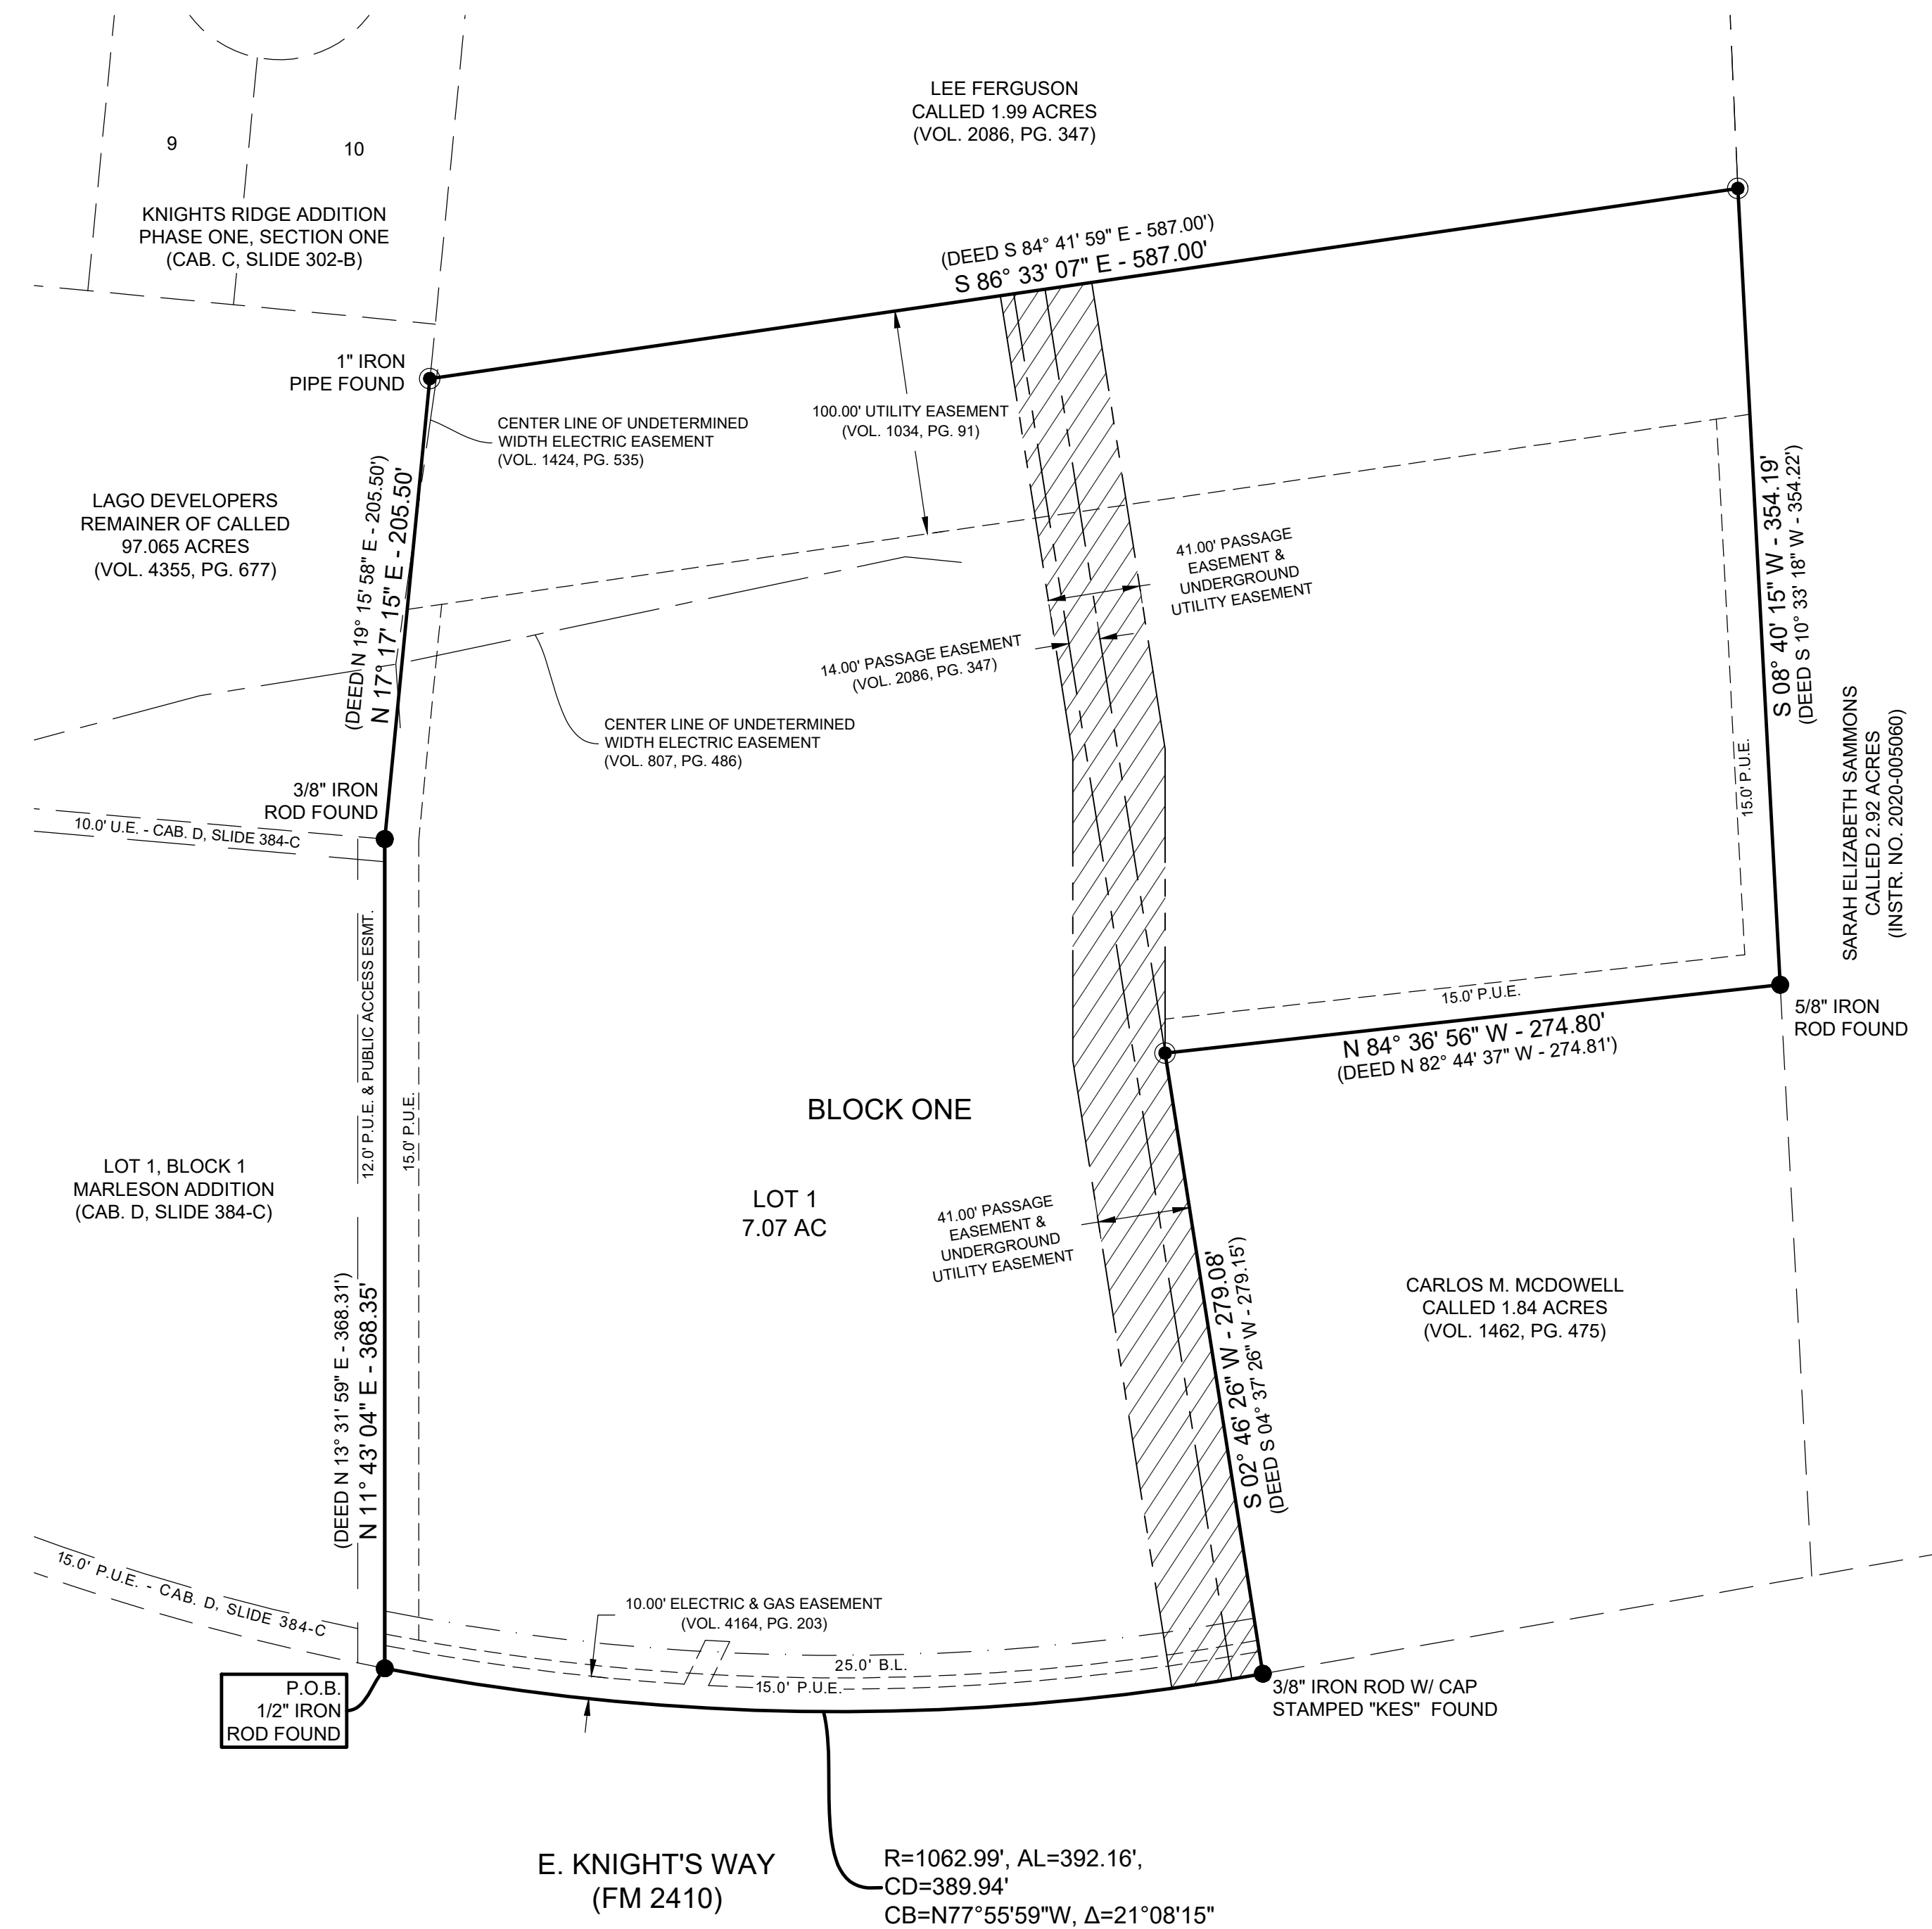 LEE FERGUSON
CALLED 1.99 ACRES
(VOL. 2086, PG. 347)
9
10
KNIGHTS RIDGE ADDITION
PHASE ONE, SECTION ONE
(CAB. C, SLIDE 302-B)
(DEED S 84° 41' 59" E - 587.00')
S 86° 33' 07" E - 587.00'
1" IRON
PIPE FOUND
CENTER LINE OF UNDETERMINED
WIDTH ELECTRIC EASEMENT
(VOL. 1424, PG. 535)
100.00' UTILITY EASEMENT
(VOL. 1034, PG. 91)
LAGO DEVELOPERS
REMAINER OF CALLED
97.065 ACRES
(VOL. 4355, PG. 677)
(DEED N 19° 15' 58" E - 205.50')
N 17° 17' 15" E - 205.50'
41.00' PASSAGE
EASEMENT &
UNDERGROUND
UTILITY EASEMENT
S 08° 40' 15" W - 354.19'
(DEED S 10° 33' 18" W - 354.22')
14.00' PASSAGE EASEMENT
(VOL. 2086, PG. 347)
CENTER LINE OF UNDETERMINED
WIDTH ELECTRIC EASEMENT
(VOL. 807, PG. 486)
15.0' P.U.E.
SARAH ELIZABETH SAMMONS
CALLED 2.92 ACRES
(INSTR. NO. 2020-005060)
3/8" IRON
ROD FOUND
10.0' U.E. - CAB. D, SLIDE 384-C
12.0' P.U.E. & PUBLIC ACCESS ESMT.
15.0' P.U.E.
15.0' P.U.E.
5/8" IRON
ROD FOUND
N 84° 36' 56" W - 274.80'
(DEED N 82° 44' 37" W - 274.81')
BLOCK ONE
LOT 1
7.07 AC
LOT 1, BLOCK 1
MARLESON ADDITION
(CAB. D, SLIDE 384-C)
41.00' PASSAGE
EASEMENT &
UNDERGROUND
UTILITY EASEMENT
S 02° 46' 26" W - 279.08'
(DEED S 04° 37' 26" W - 279.15')
CARLOS M. MCDOWELL
CALLED 1.84 ACRES
(VOL. 1462, PG. 475)
(DEED N 13° 31' 59" E - 368.31')
N 11° 43' 04" E - 368.35'
15.0' P.U.E. - CAB. D, SLIDE 384-C
10.00' ELECTRIC & GAS EASEMENT
(VOL. 4164, PG. 203)
25.0' B.L.
15.0' P.U.E.
P.O.B.
1/2" IRON
ROD FOUND
3/8" IRON ROD W/ CAP
STAMPED "KES" FOUND
E. KNIGHT'S WAY
(FM 2410)
R=1062.99', AL=392.16',
CD=389.94'
CB=N77°55'59"W, Δ=21°08'15"